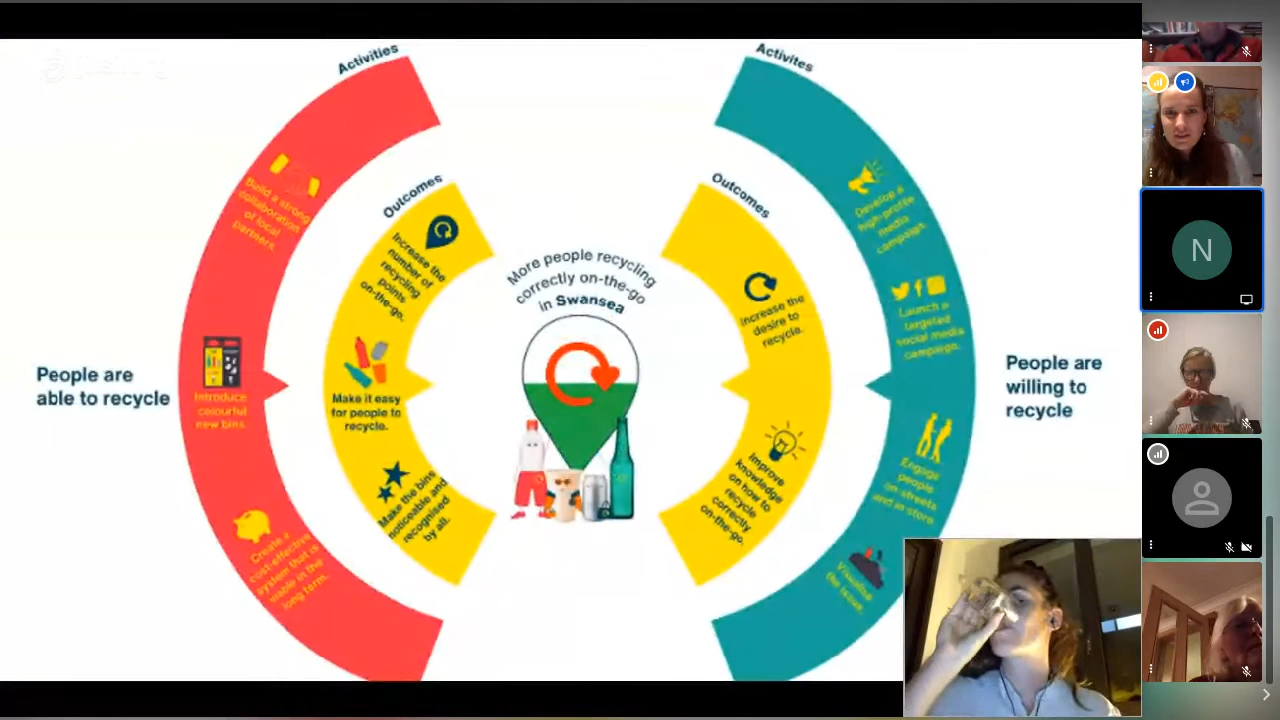 Activities
Build a strong
collaboration
of local
partners.
Introduce
colourful
new bins.
Create a
cost-effective
system that is
viable in the
long term.
People are
able to recycle
Outcomes
Increase the
number of
recycling
points
on-the-go.
Make it easy
for people to
recycle.
Make the bins
noticeable and
recognised
by all.
More people recycling
correctly on-the-go
in Swansea
Outcomes
Increase the
desire to
recycle.
Improve
knowledge
on how to
recycle
correctly
on-the-go.
Activites
Develop a
high-profile
media
campaign.
Launch a
targeted
social media
campaign.
Engage
people
on streets
and in store.
Visualise
the issue.
People are
willing to
recycle
N